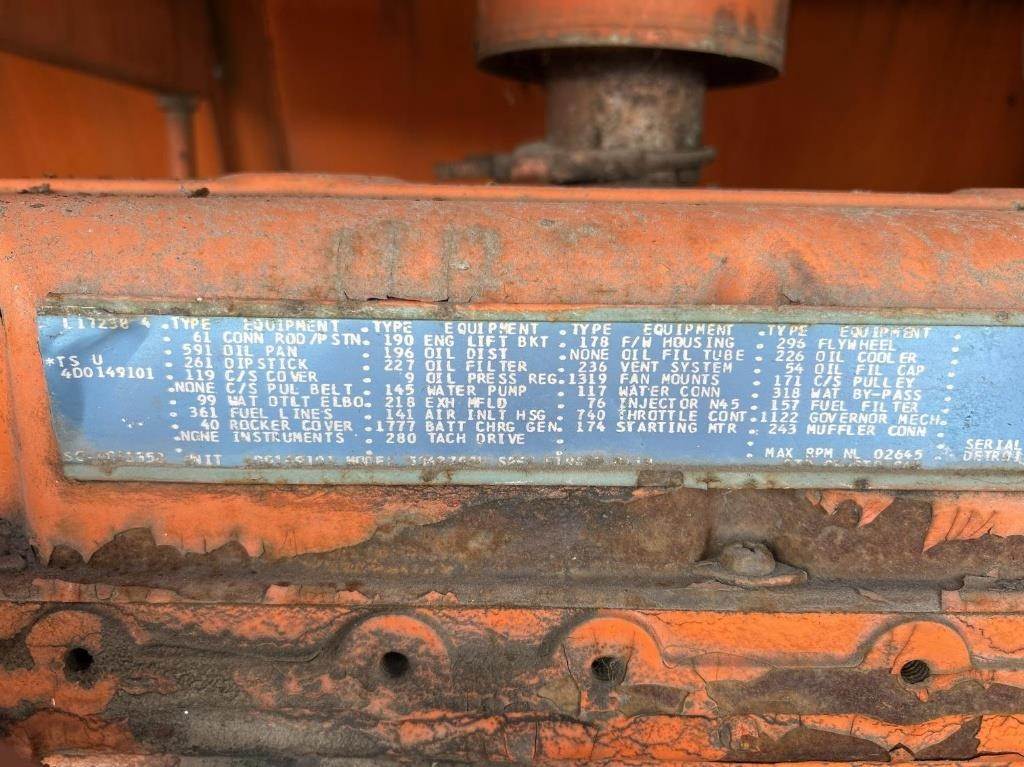 TYPE EQUIPMENT TYPE EQUIPMENT TYPE EQUIPMENT TYPE EQUIPMENT
61 CONN ROD/PSTN. 190 ENG LIFT BKT 178 F/W HOUSING 296 FLYWHEEL
591 OIL PAN 196 OIL DIST NONE OIL FIL TUBE 226 OIL COOLER
*TS U 261 DIPSTICK 227 OIL FILTER 236 VENT SYSTEM 54 OIL FIL CAP
4D0149101 119 C/S COVER 9 OIL PRESS REG. 1319 FAN MOUNTS 171 C/S PULLEY
NONE C/S PUL BELT 145 WATER PUMP 117 WATER CONN 318 WAT BY-PASS
99 WAT OTLT ELBO 218 EXH MFLD 76 INJECTOR N45 157 FUEL FILTER
361 FUEL LINES 141 AIR INLT HSG 740 THROTTLE CONT 1122 GOVERNOR MECH.
40 ROCKER COVER 1777 BATT CHRG GEN 174 STARTING MTR 243 MUFFLER CONN
NONE INSTRUMENTS 280 TACH DRIVE SERIAL
UNIT MODEL MAX RPM NL 02645